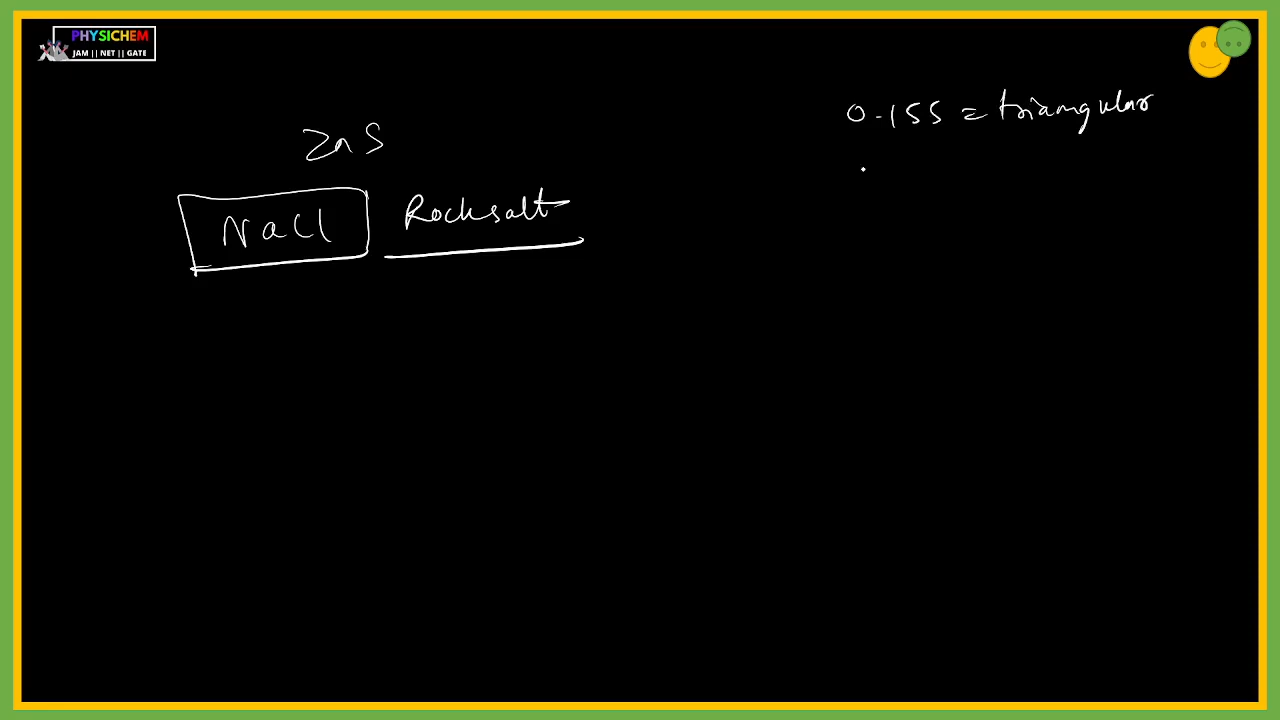 PHYSICHEM
JAM || NET || GATE
0.155 = triangular
ZnS
NaCl Rocksalt